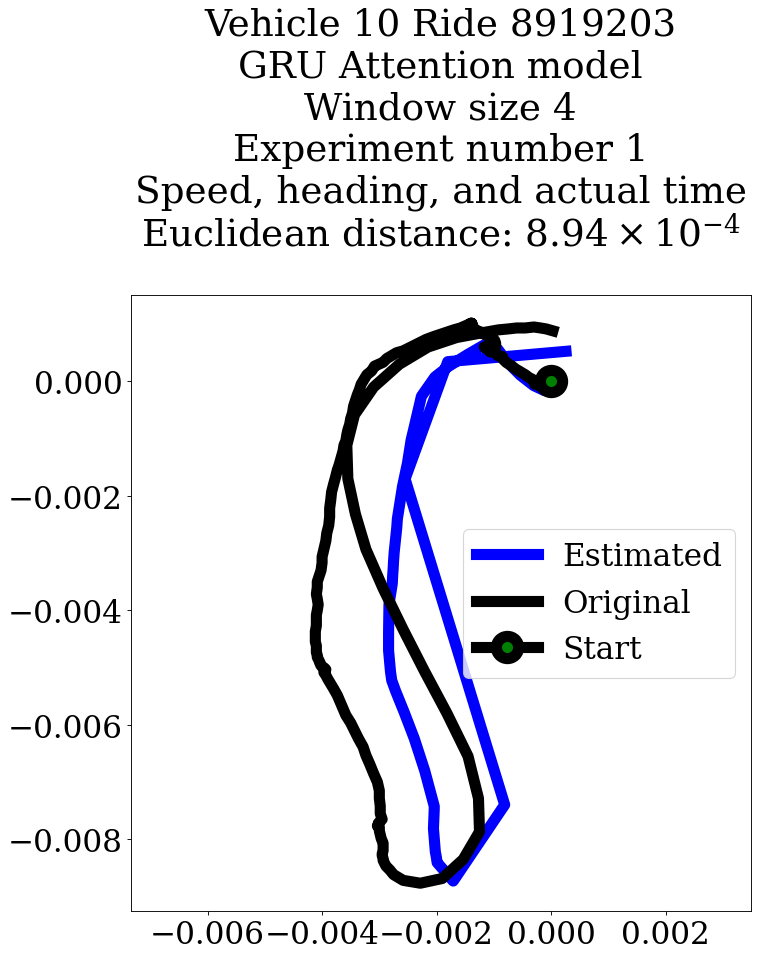 Vehicle 10 Ride 8919203
GRU Attention model
Window size 4
Experiment number 1
Speed, heading, and actual time
Euclidean distance: 8.94 × 10⁻⁴
0.000
−0.002
−0.004
−0.006
−0.008
Estimated
Original
Start
−0.006 −0.004 −0.002 0.000 0.002